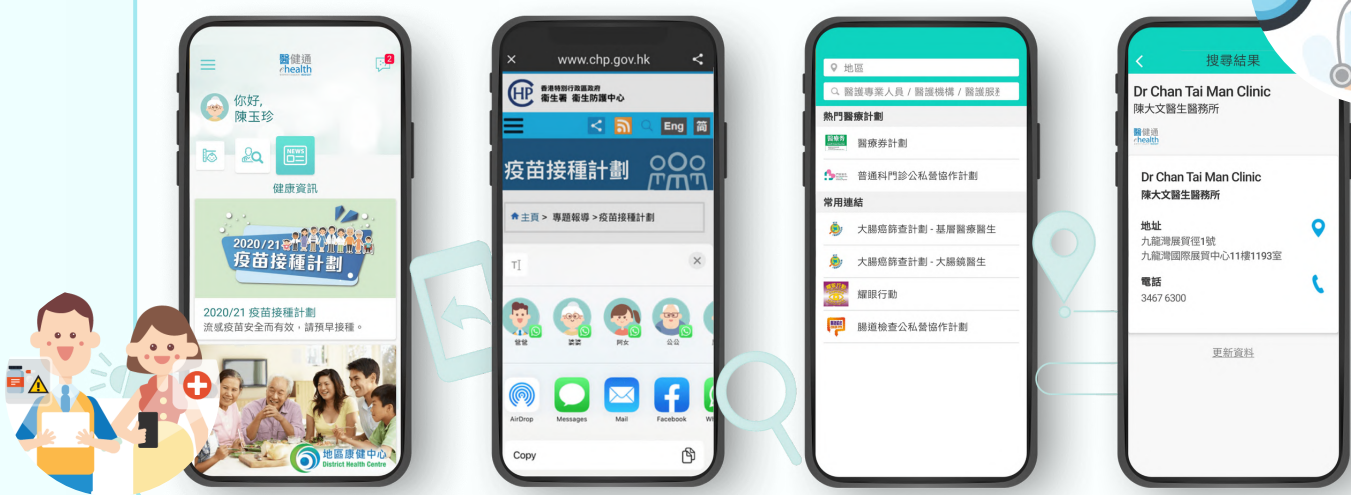 醫健通
ehealth
2
你好,
陳玉珍
NEWS
健康資訊
2020/21
疫苗接種計劃
2020/21 疫苗接種計劃
流感疫苗安全而有效，請預早接種。
地區康健中心
District Health Centre
www.chp.gov.hk
CHP
香港特別行政區政府
衞生署 衞生防護中心
Eng 简
疫苗接種計劃
主頁 > 專題報導 > 疫苗接種計劃
爸爸 婆婆 阿女 公公
AirDrop Messages Mail Facebook
Copy
地區
醫護專業人員 / 醫護機構 / 醫護服務
熱門醫療計劃
醫療券計劃
普通科門診公私營協作計劃
常用連結
大腸癌篩查計劃 - 基層醫療醫生
大腸癌篩查計劃 - 大腸鏡醫生
耀眼行動
腸道檢查公私營協作計劃
搜尋結果
Dr Chan Tai Man Clinic
陳大文醫生醫務所
醫健通
ehealth
Dr Chan Tai Man Clinic
陳大文醫生醫務所
地址
九龍灣展貿徑1號
九龍灣國際展貿中心11樓1193室
電話
3467 6300
更新資料